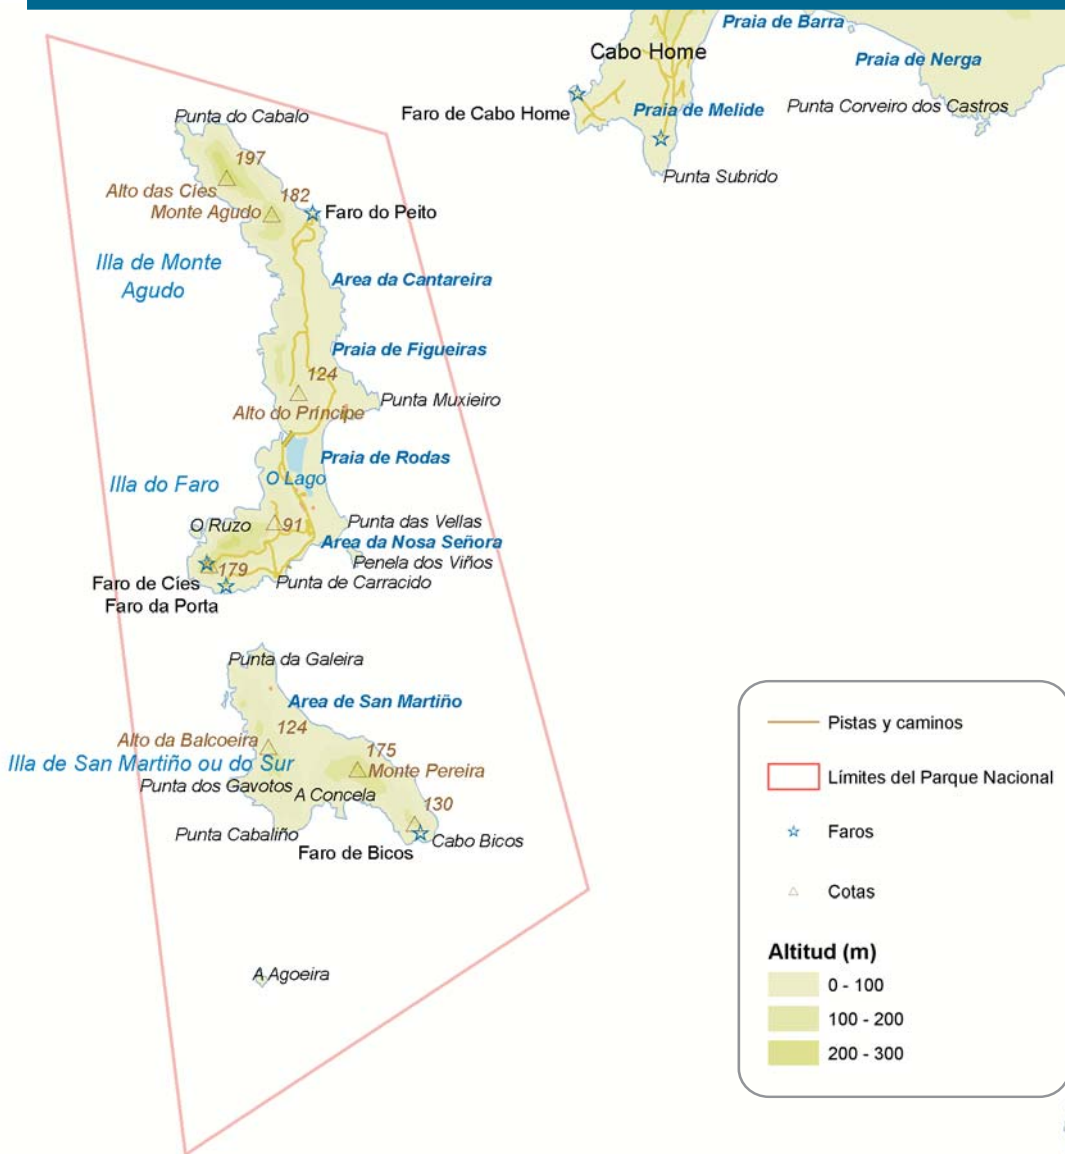 Praia de Barra
Cabo Home
Praia de Nerga
Faro de Cabo Home
Praia de Melide
Punta Corveiro dos Castros
Punta do Cabalo
Punta Subrido
197
Alto das Cíes
182
Monte Agudo
Faro do Peito
Illa de Monte
Agudo
Area da Cantareira
Praia de Figueiras
124
Punta Muxieiro
Alto do Príncipe
Praia de Rodas
O Lago
Illa do Faro
O Ruzo
91
Punta das Vellas
Area da Nosa Señora
Penela dos Viños
179
Faro de Cíes
Punta de Carracido
Faro da Porta
Punta da Galeira
Area de San Martiño
124
Alto da Balcoeira
175
Illa de San Martiño ou do Sur
Monte Pereira
Punta dos Gavotos
A Concela
130
Punta Cabaliño
Cabo Bicos
Faro de Bicos
A Agoeira
Pistas y caminos
Límites del Parque Nacional
Faros
Cotas
Altitud (m)
0 - 100
100 - 200
200 - 300